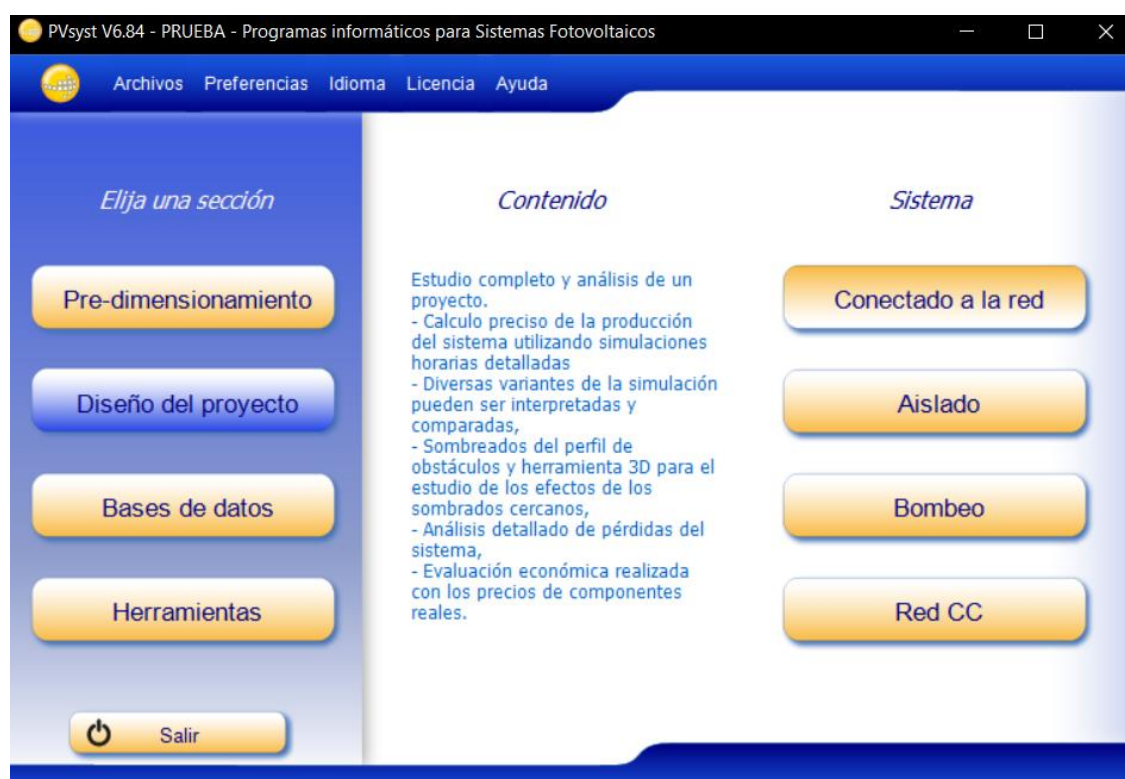 PVsyst V6.84 - PRUEBA - Programas informáticos para Sistemas Fotovoltaicos
Archivos Preferencias Idioma Licencia Ayuda
Elija una sección
Pre-dimensionamiento
Diseño del proyecto
Bases de datos
Herramientas
Salir
Contenido
Estudio completo y análisis de un
proyecto.
- Calculo preciso de la producción
del sistema utilizando simulaciones
horarias detalladas
- Diversas variantes de la simulación
pueden ser interpretadas y
comparadas,
- Sombreados del perfil de
obstáculos y herramienta 3D para el
estudio de los efectos de los
sombrados cercanos,
- Análisis detallado de pérdidas del
sistema,
- Evaluación económica realizada
con los precios de componentes
reales.
Sistema
Conectado a la red
Aislado
Bombeo
Red CC